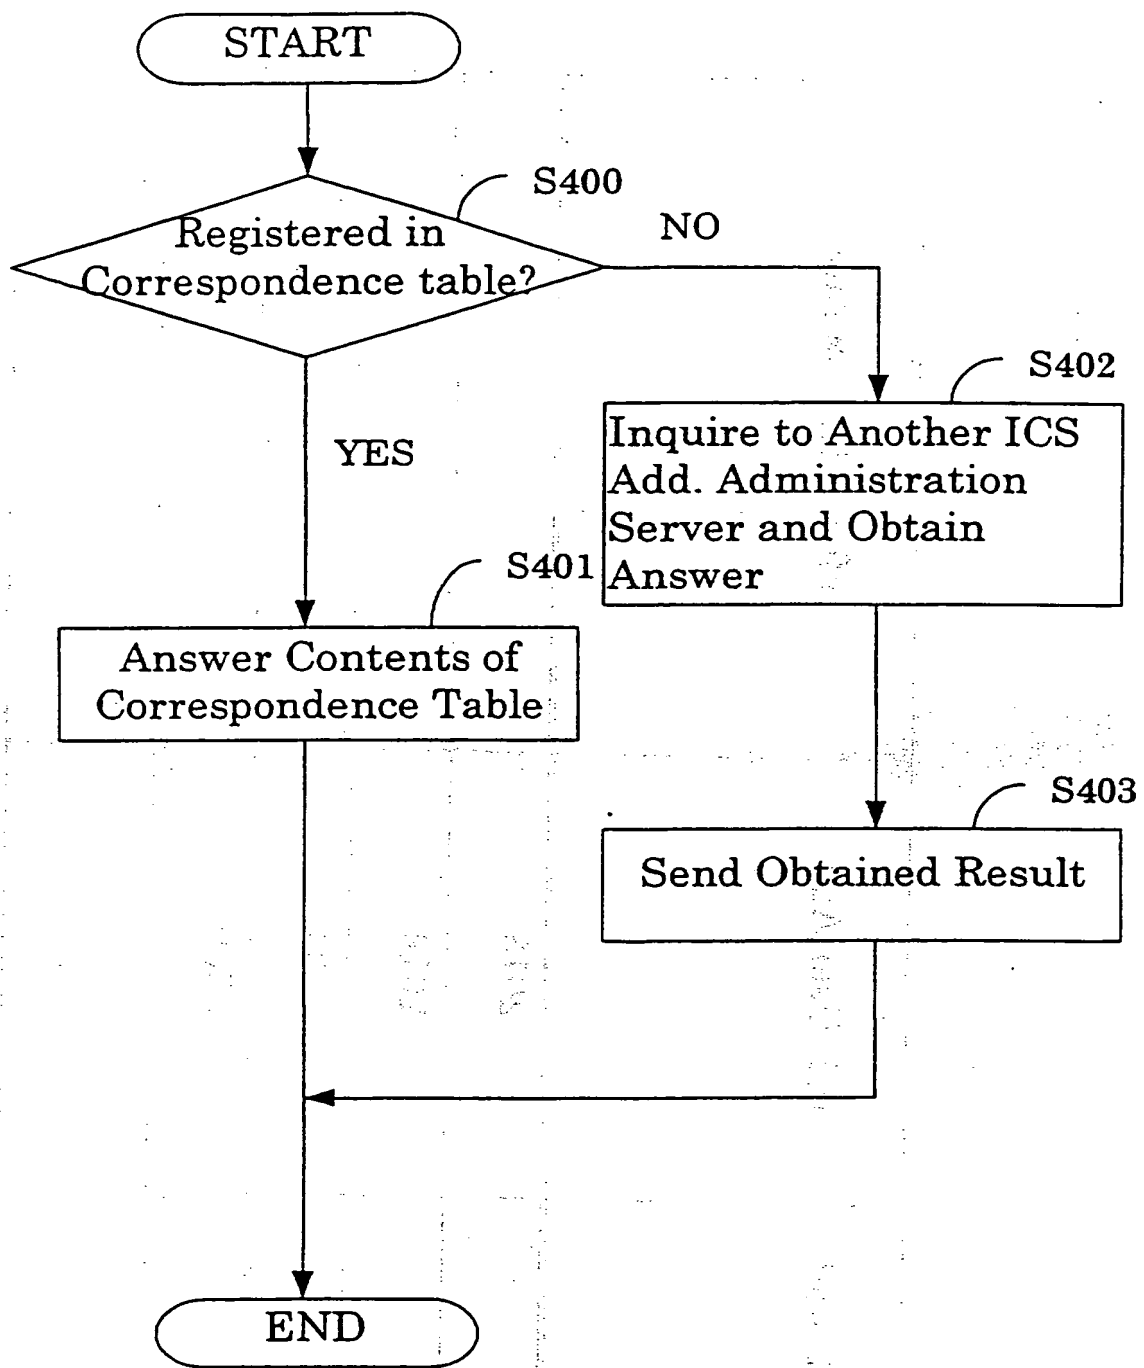 START
S400
Registered in
Correspondence table?
NO
YES
S402
Inquire to Another ICS
Add. Administration
Server and Obtain
Answer
S401
Answer Contents of
Correspondence Table
S403
Send Obtained Result
END